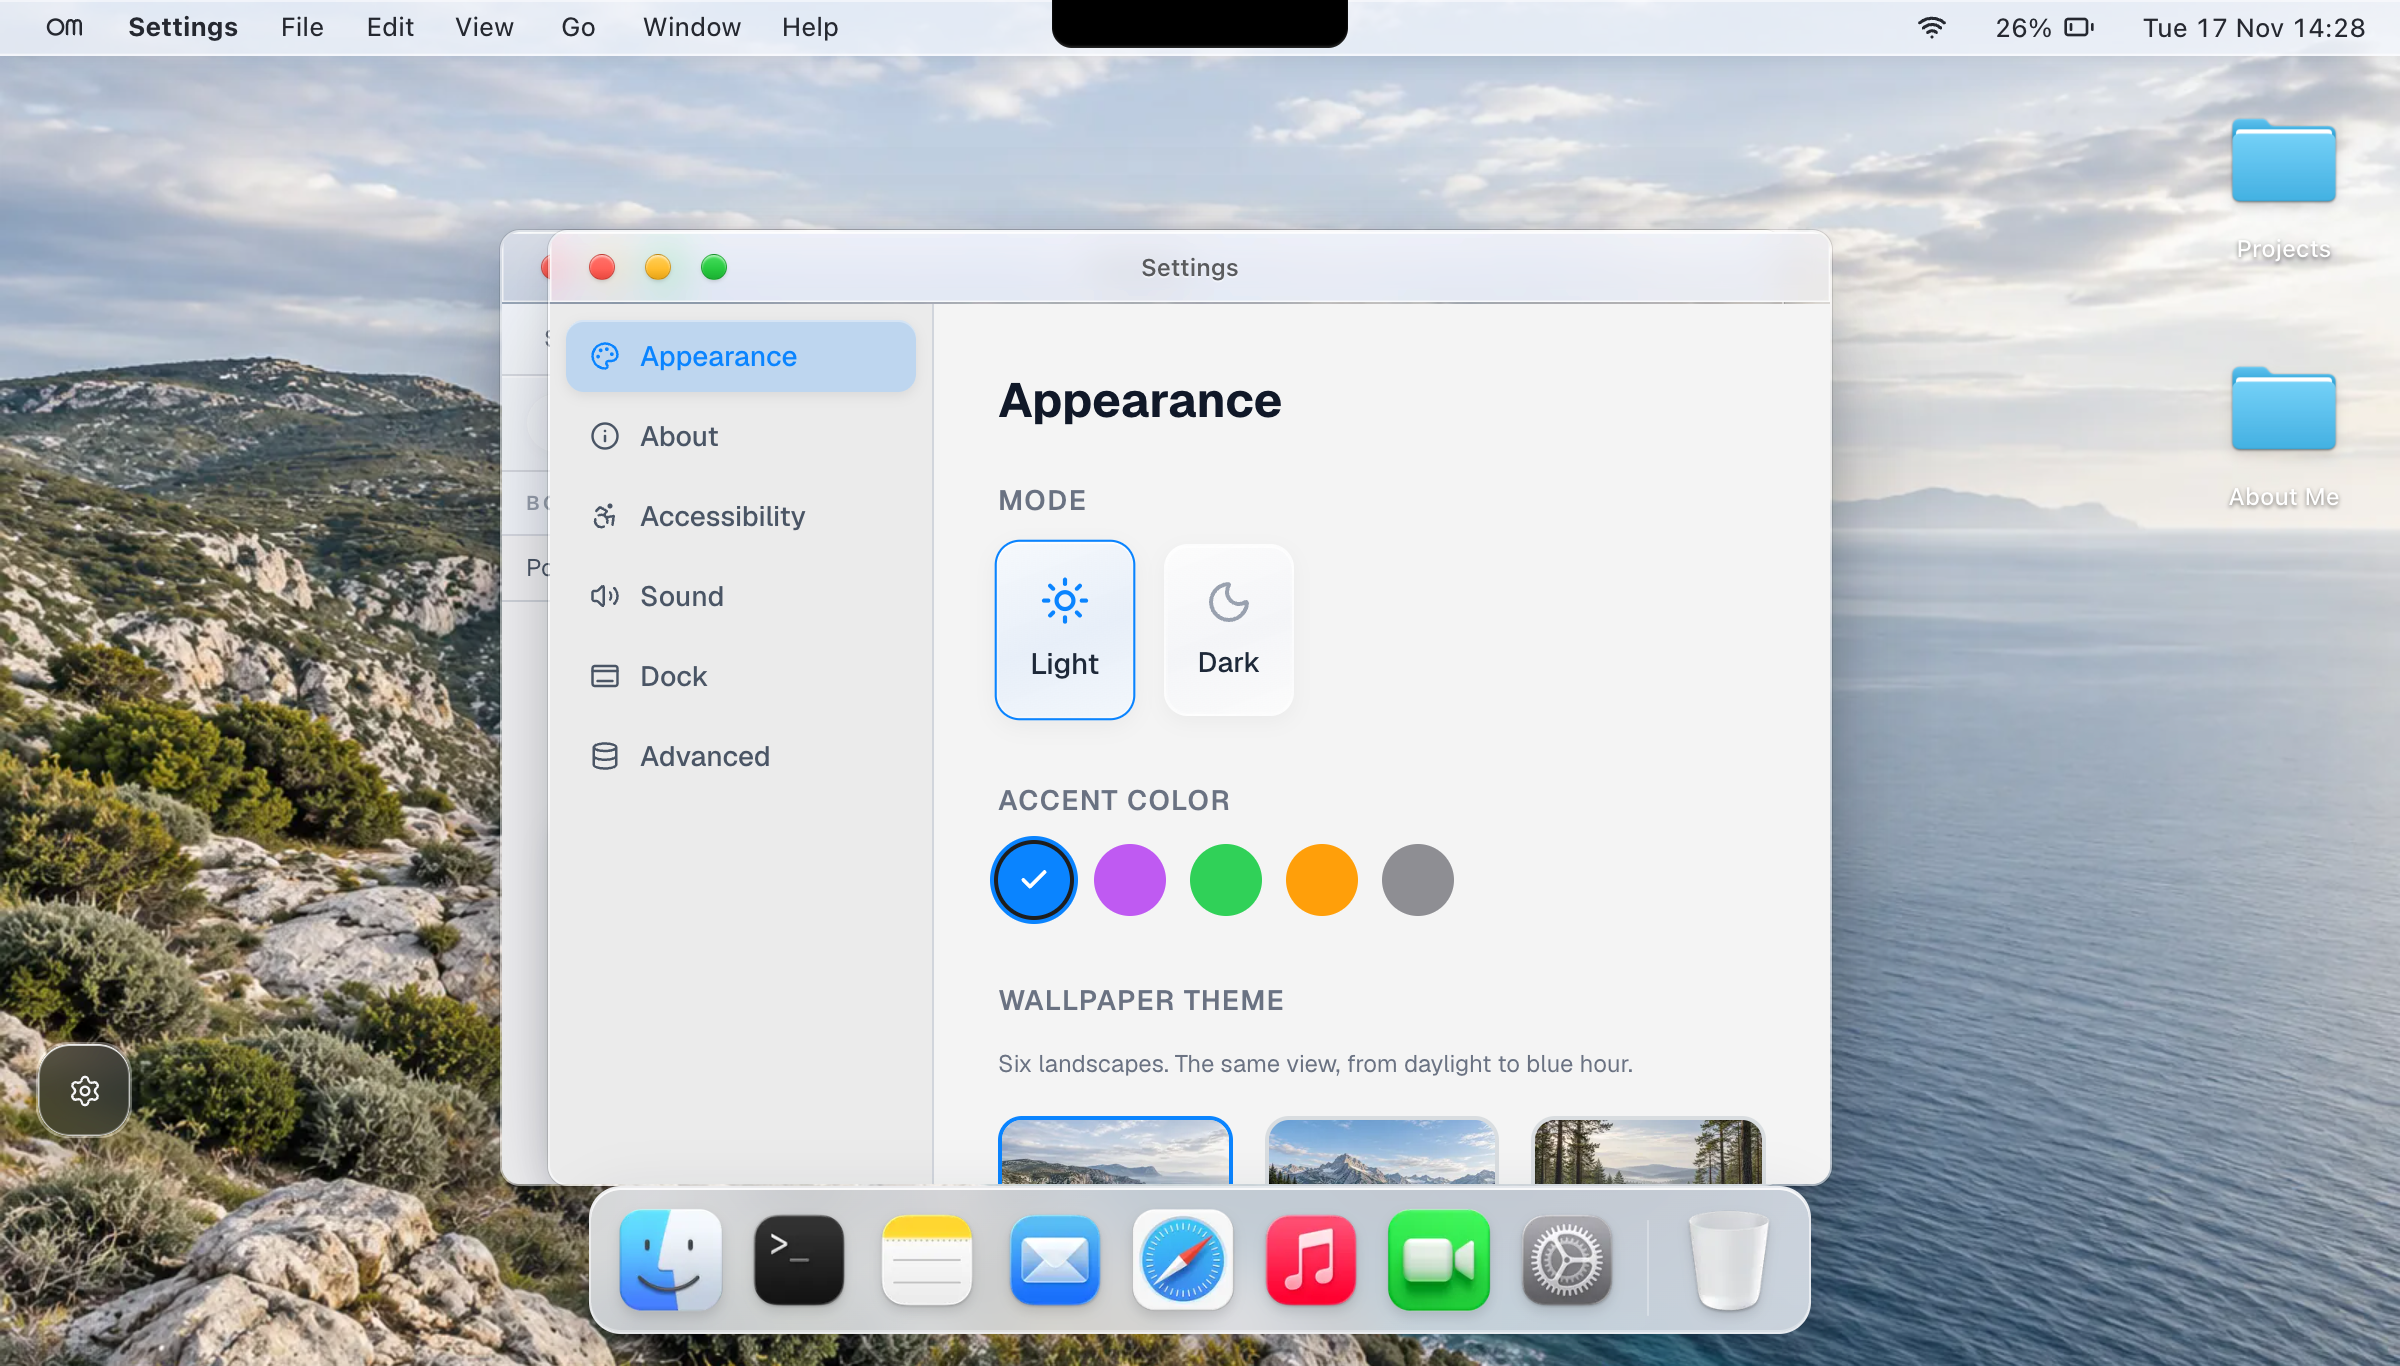 Om Settings File Edit View Go Window Help 26% Tue 17 Nov 14:28
Projects
About Me
Settings
Appearance
About
Accessibility
Sound
Dock
Advanced
Appearance
MODE
Light Dark
ACCENT COLOR
WALLPAPER THEME
Six landscapes. The same view, from daylight to blue hour.
>_